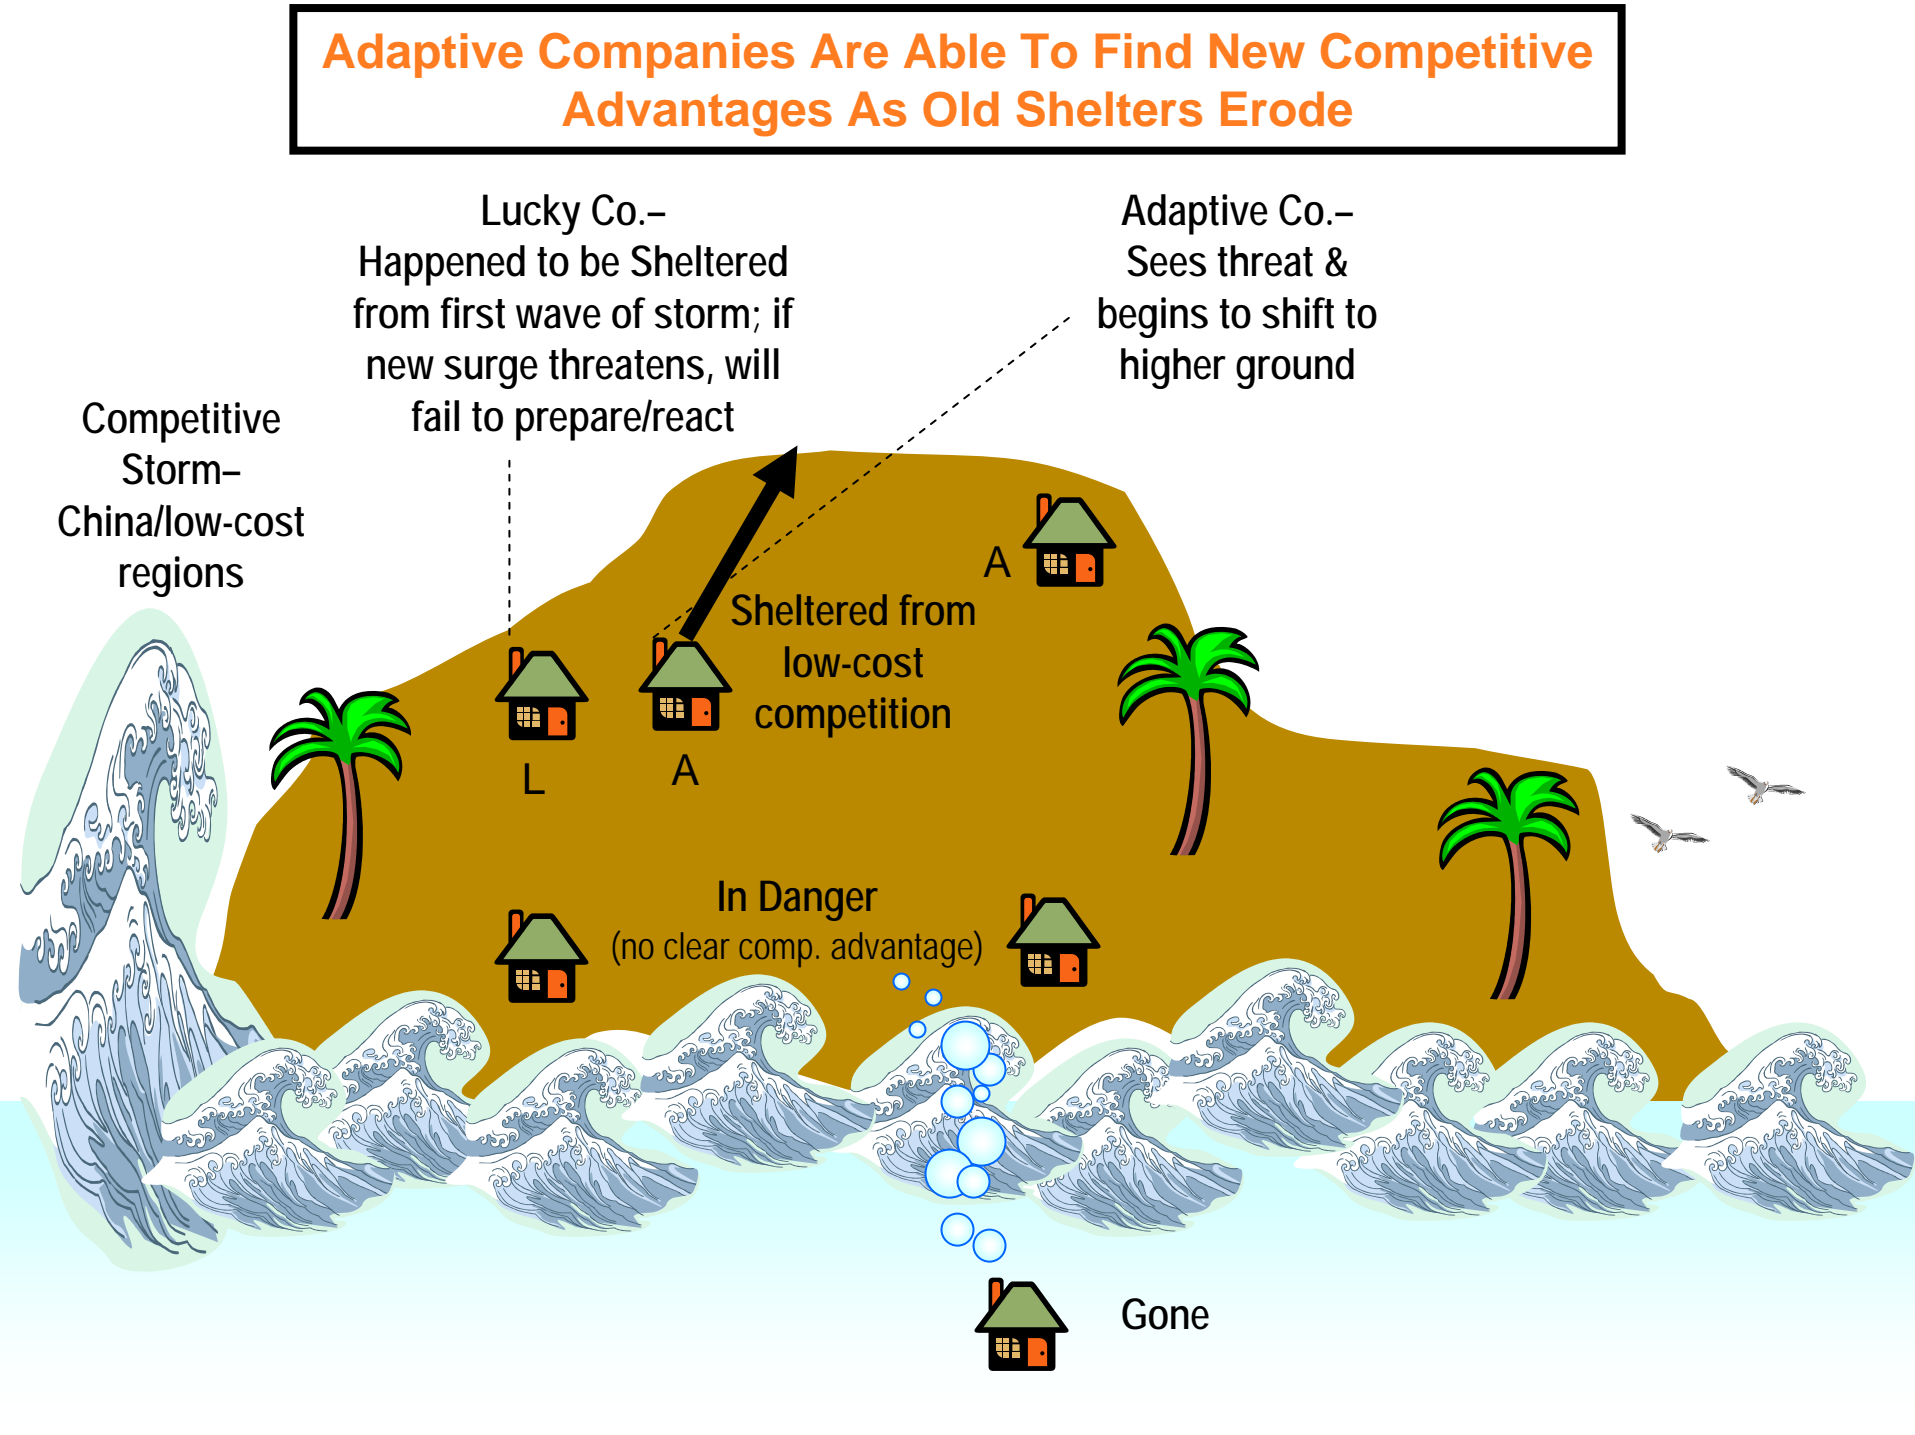 Adaptive Companies Are Able To Find New Competitive
Advantages As Old Shelters Erode
Lucky Co.–
Happened to be Sheltered
from first wave of storm; if
new surge threatens, will
fail to prepare/react
Adaptive Co.–
Sees threat &
begins to shift to
higher ground
Competitive
Storm–
China/low-cost
regions
A
Sheltered from
low-cost
competition
L
A
In Danger
(no clear comp. advantage)
Gone